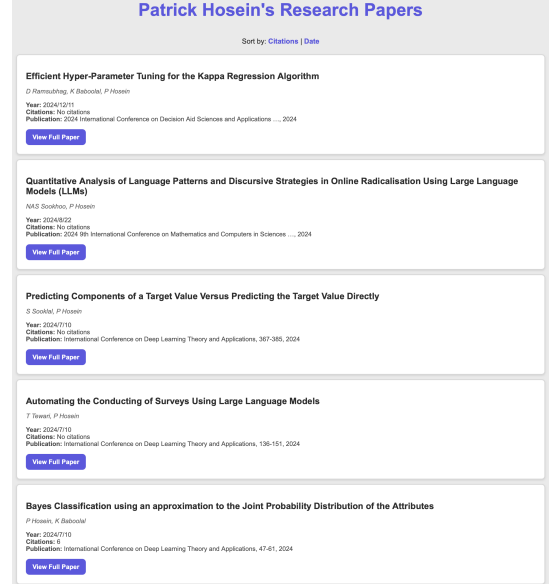 Patrick Hosein's Research Papers
Sort by: Citations | Date
Efficient Hyper-Parameter Tuning for the Kappa Regression Algorithm
D Ramsubhag, K Baboolal, P Hosein
Year: 2024/12/11
Citations: No citations
Publication: 2024 International Conference on Decision Aid Sciences and Applications …, 2024
View Full Paper
Quantitative Analysis of Language Patterns and Discursive Strategies in Online Radicalisation Using Large Language
Models (LLMs)
NAS Sookhoo, P Hosein
Year: 2024/8/22
Citations: No citations
Publication: 2024 9th International Conference on Mathematics and Computers in Sciences …, 2024
View Full Paper
Predicting Components of a Target Value Versus Predicting the Target Value Directly
S Sooklal, P Hosein
Year: 2024/7/10
Citations: No citations
Publication: International Conference on Deep Learning Theory and Applications, 367-385, 2024
View Full Paper
Automating the Conducting of Surveys Using Large Language Models
T Tewari, P Hosein
Year: 2024/7/10
Citations: No citations
Publication: International Conference on Deep Learning Theory and Applications, 136-151, 2024
View Full Paper
Bayes Classification using an approximation to the Joint Probability Distribution of the Attributes
P Hosein, K Baboolal
Year: 2024/7/10
Citations: 6
Publication: International Conference on Deep Learning Theory and Applications, 47-61, 2024
View Full Paper